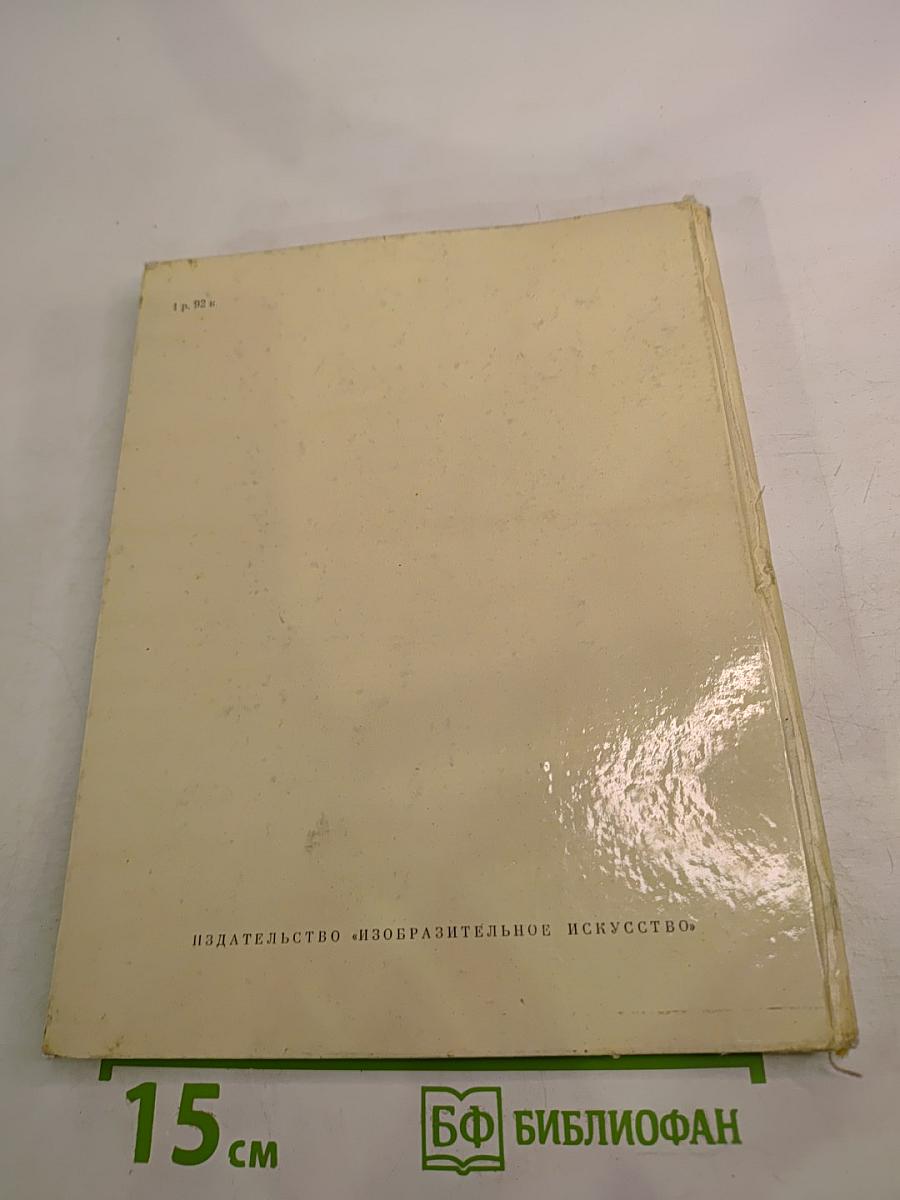 1 р. 92 к
ИЗДАТЕЛЬСТВО «ИЗОБРАЗИТЕЛЬНОЕ ИСКУССТВО»
15 см
БФ БИБЛИОФАН